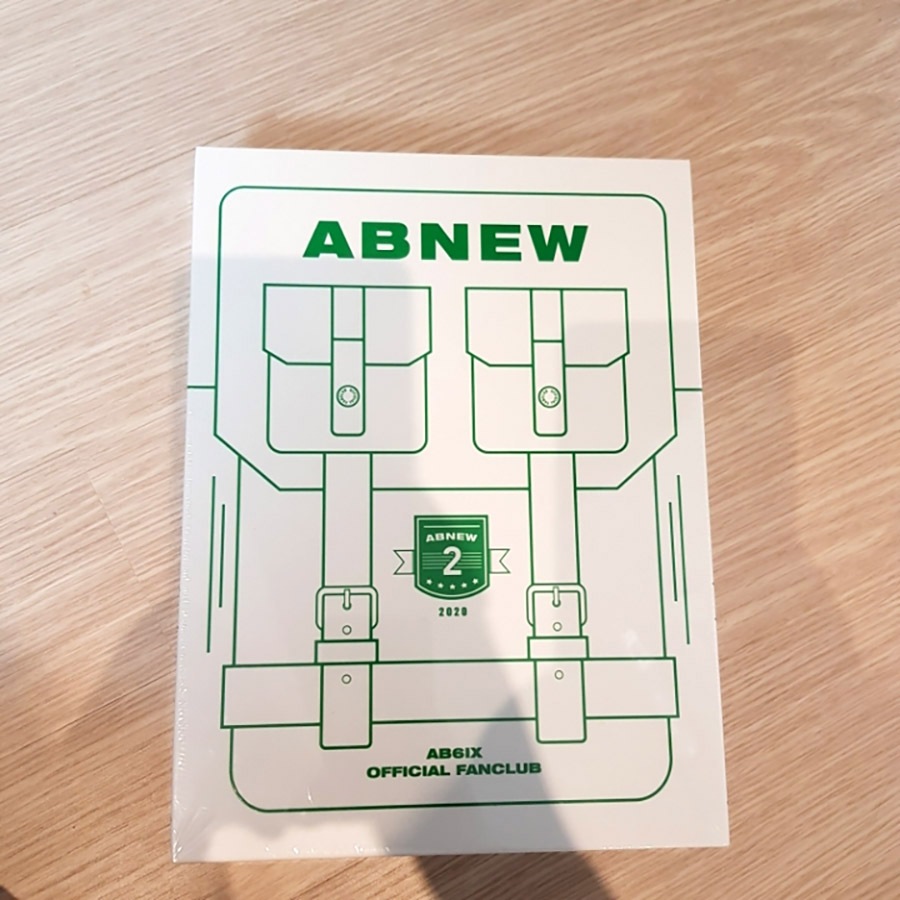 ABNEW
ABNEW
2
2020
AB6IX
OFFICIAL FANCLUB